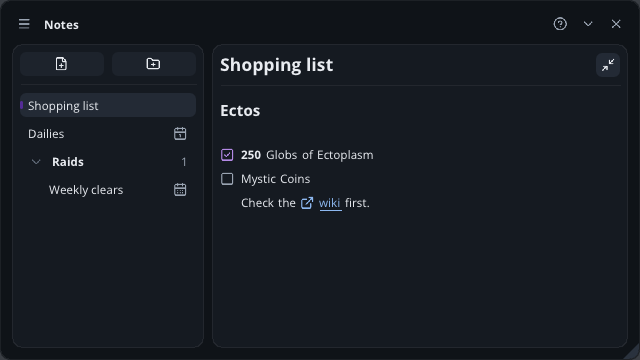 Notes
Shopping list
Dailies
1
Raids 1
Weekly clears
Shopping list
Ectos
250 Globs of Ectoplasm
Mystic Coins
Check the wiki first.